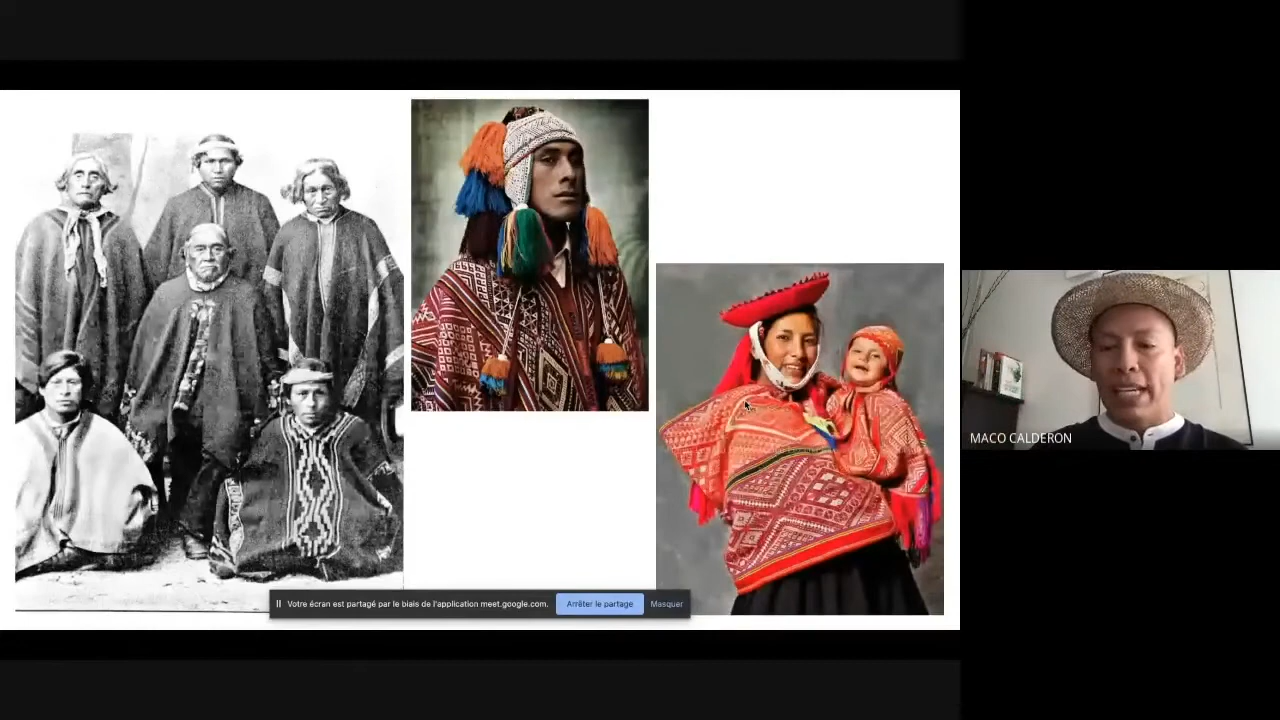 Votre écran est partagé par le biais de l'application meet.google.com.
Arrêter le partage
Masquer
MACO CALDERON